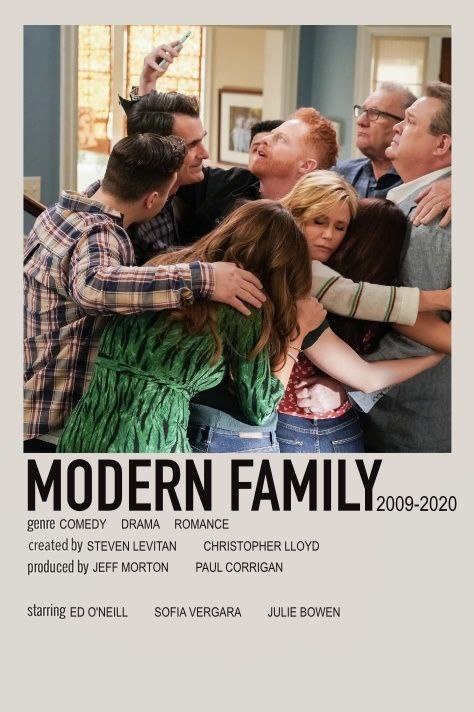 MODERN FAMILY 2009-2020
genre COMEDY DRAMA ROMANCE
created by STEVEN LEVITAN CHRISTOPHER LLOYD
produced by JEFF MORTON PAUL CORRIGAN
starring ED O'NEILL SOFIA VERGARA JULIE BOWEN